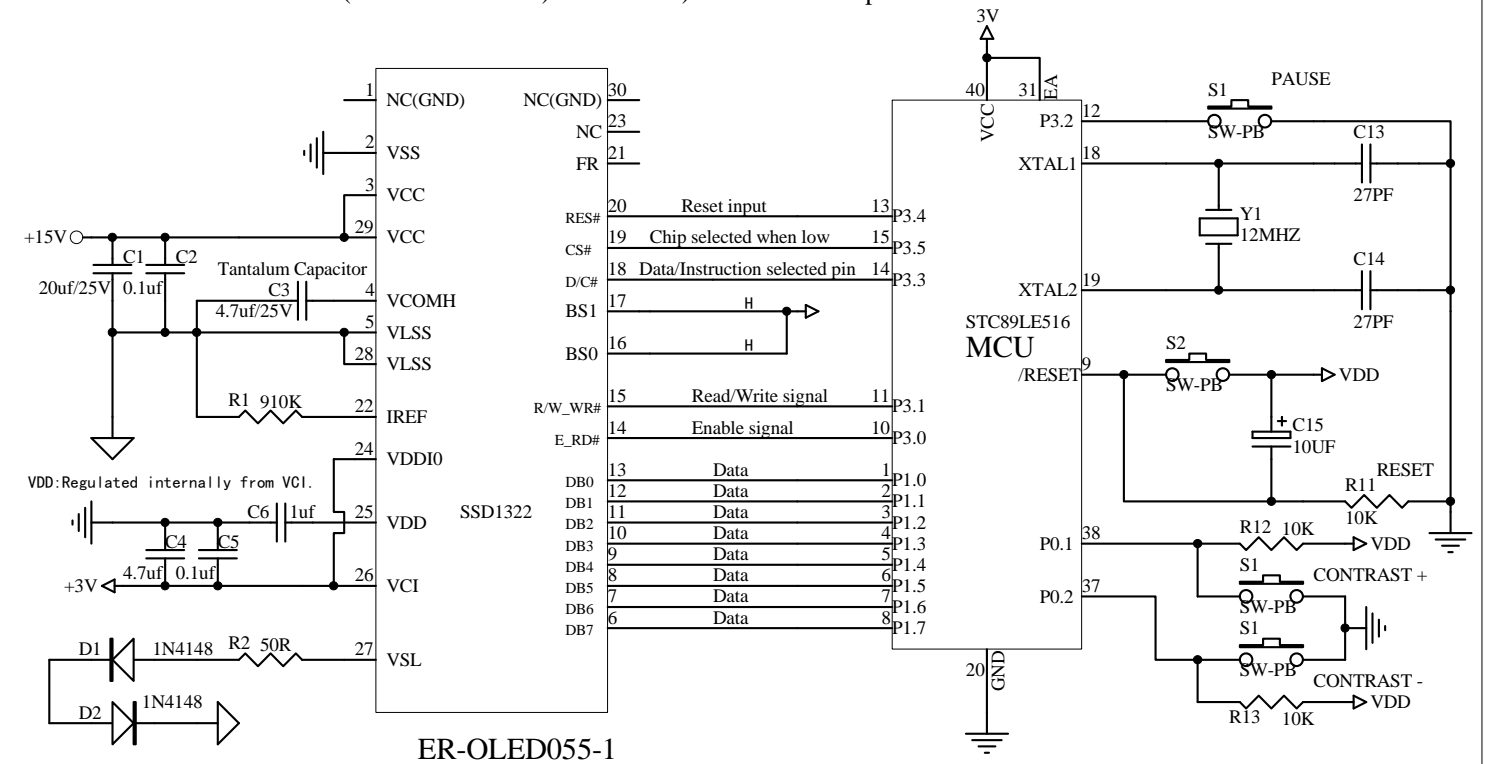 3V
1 NC(GND)
NC(GND) 30
NC 23
2 VSS
FR 21
3 VCC
29 VCC
+15V
C1
20uf/25V
C2
0.1uf
Tantalum Capacitor
C3
4.7uf/25V
4 VCOMH
5 VLSS
28 VLSS
R1 910K
22 IREF
24 VDDI0
VDD:Regulated internally from VCI.
C6 1uf
25 VDD
SSD1322
C4
4.7uf
C5
0.1uf
+3V
26 VCI
D1 1N4148 R2 50R
27 VSL
D2 1N4148
ER-OLED055-1
RES# 20 Reset input 13 P3.4
CS# 19 Chip selected when low 15 P3.5
D/C# 18 Data/Instruction selected pin 14 P3.3
BS1 17 H
BS0 16 H
R/W_WR# 15 Read/Write signal 11 P3.1
E_RD# 14 Enable signal 10 P3.0
DB0 13 Data 1 P1.0
DB1 12 Data 2 P1.1
DB2 11 Data 3 P1.2
DB3 10 Data 4 P1.3
DB4 9 Data 5 P1.4
DB5 8 Data 6 P1.5
DB6 7 Data 7 P1.6
DB7 6 Data 8 P1.7
40 VCC
31 EA
P3.2 12
S1 PAUSE
SW-PB
XTAL1 18
C13
27PF
Y1
12MHZ
XTAL2 19
C14
27PF
STC89LE516
MCU
/RESET 9
S2
SW-PB
VDD
+
C15
10UF
RESET
R11
10K
P0.1 38
R12 10K VDD
S1 CONTRAST +
SW-PB
P0.2 37
S1
SW-PB
CONTRAST -
R13 10K VDD
20 GND